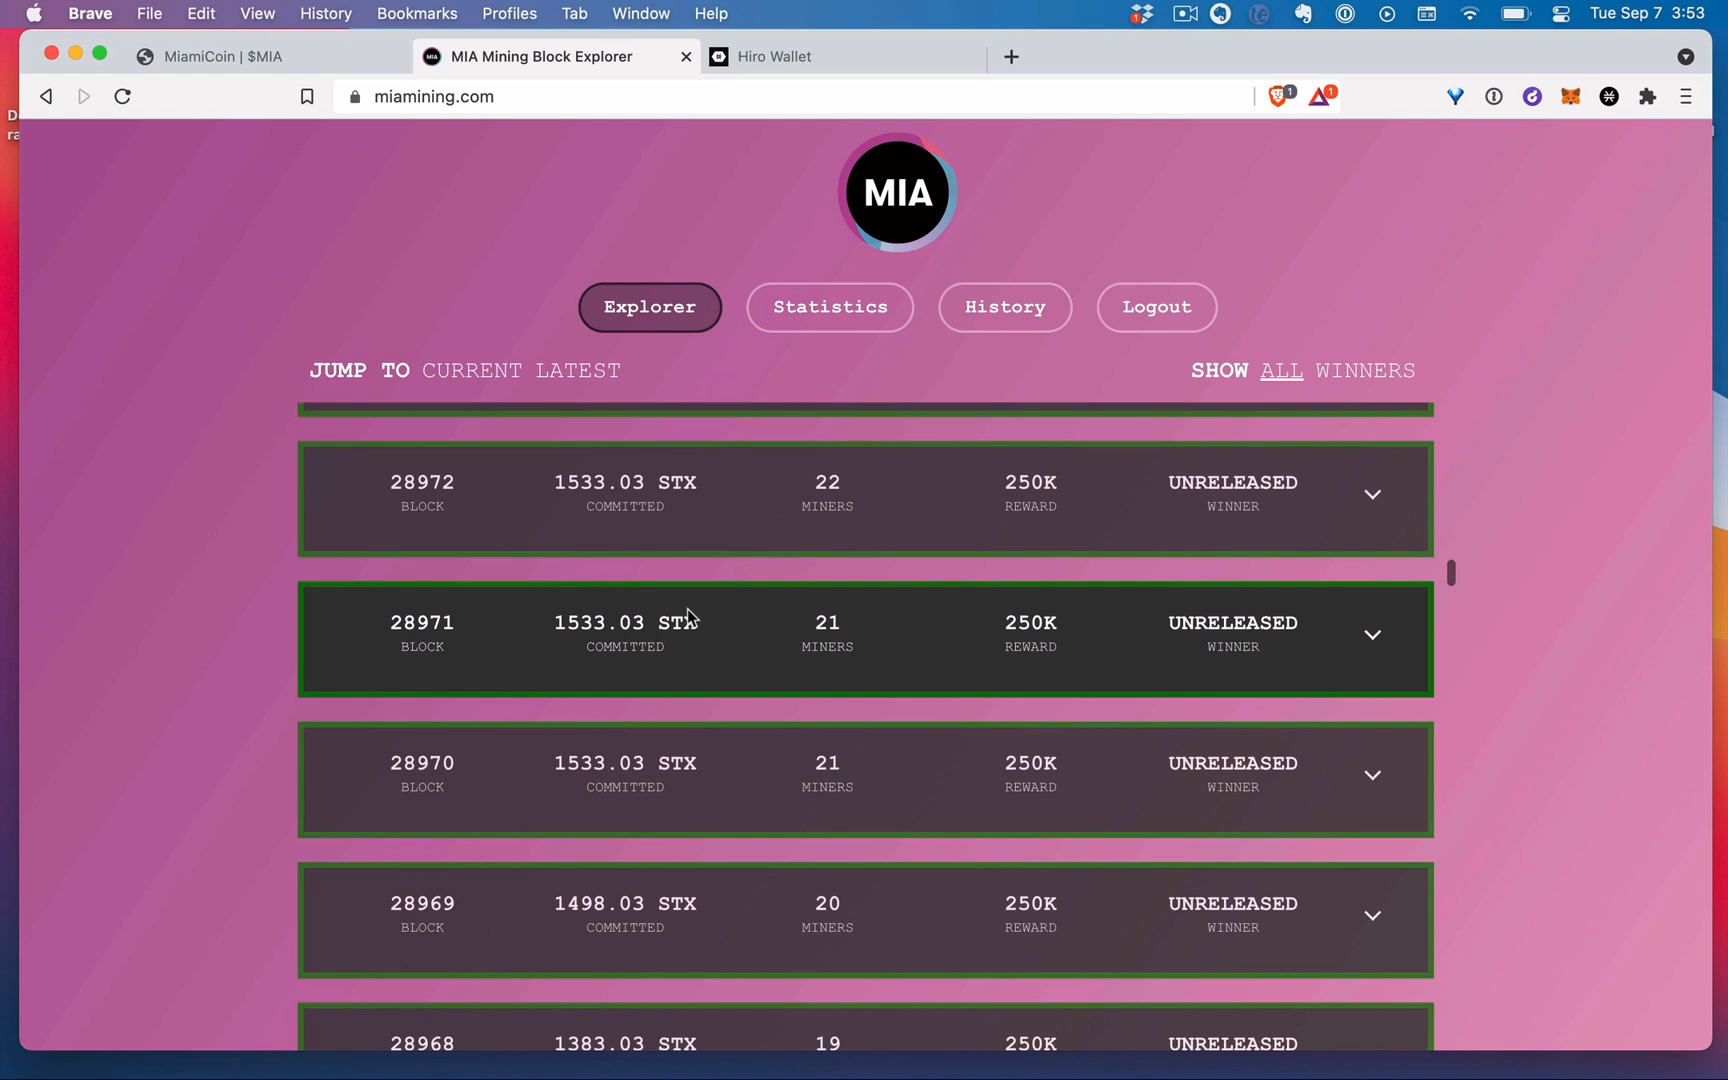 Brave File Edit View History Bookmarks Profiles Tab Window Help Tue Sep 7 3:53
MiamiCoin | $MIA MIA Mining Block Explorer Hiro Wallet
miamining.com 1 1
MIA
Explorer Statistics History Logout
JUMP TO CURRENT LATEST SHOW ALL WINNERS
28972 1533.03 STX 22 250K UNRELEASED
BLOCK COMMITTED MINERS REWARD WINNER
28971 1533.03 STX 21 250K UNRELEASED
BLOCK COMMITTED MINERS REWARD WINNER
28970 1533.03 STX 21 250K UNRELEASED
BLOCK COMMITTED MINERS REWARD WINNER
28969 1498.03 STX 20 250K UNRELEASED
BLOCK COMMITTED MINERS REWARD WINNER
28968 1383.03 STX 19 250K UNRELEASED